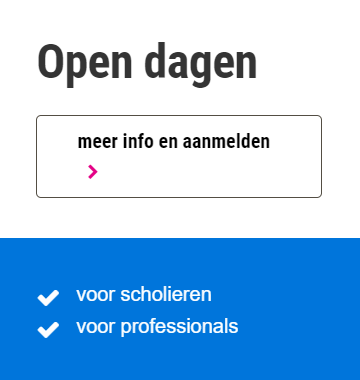 Open dagen
meer info en aanmelden
voor scholieren
voor professionals